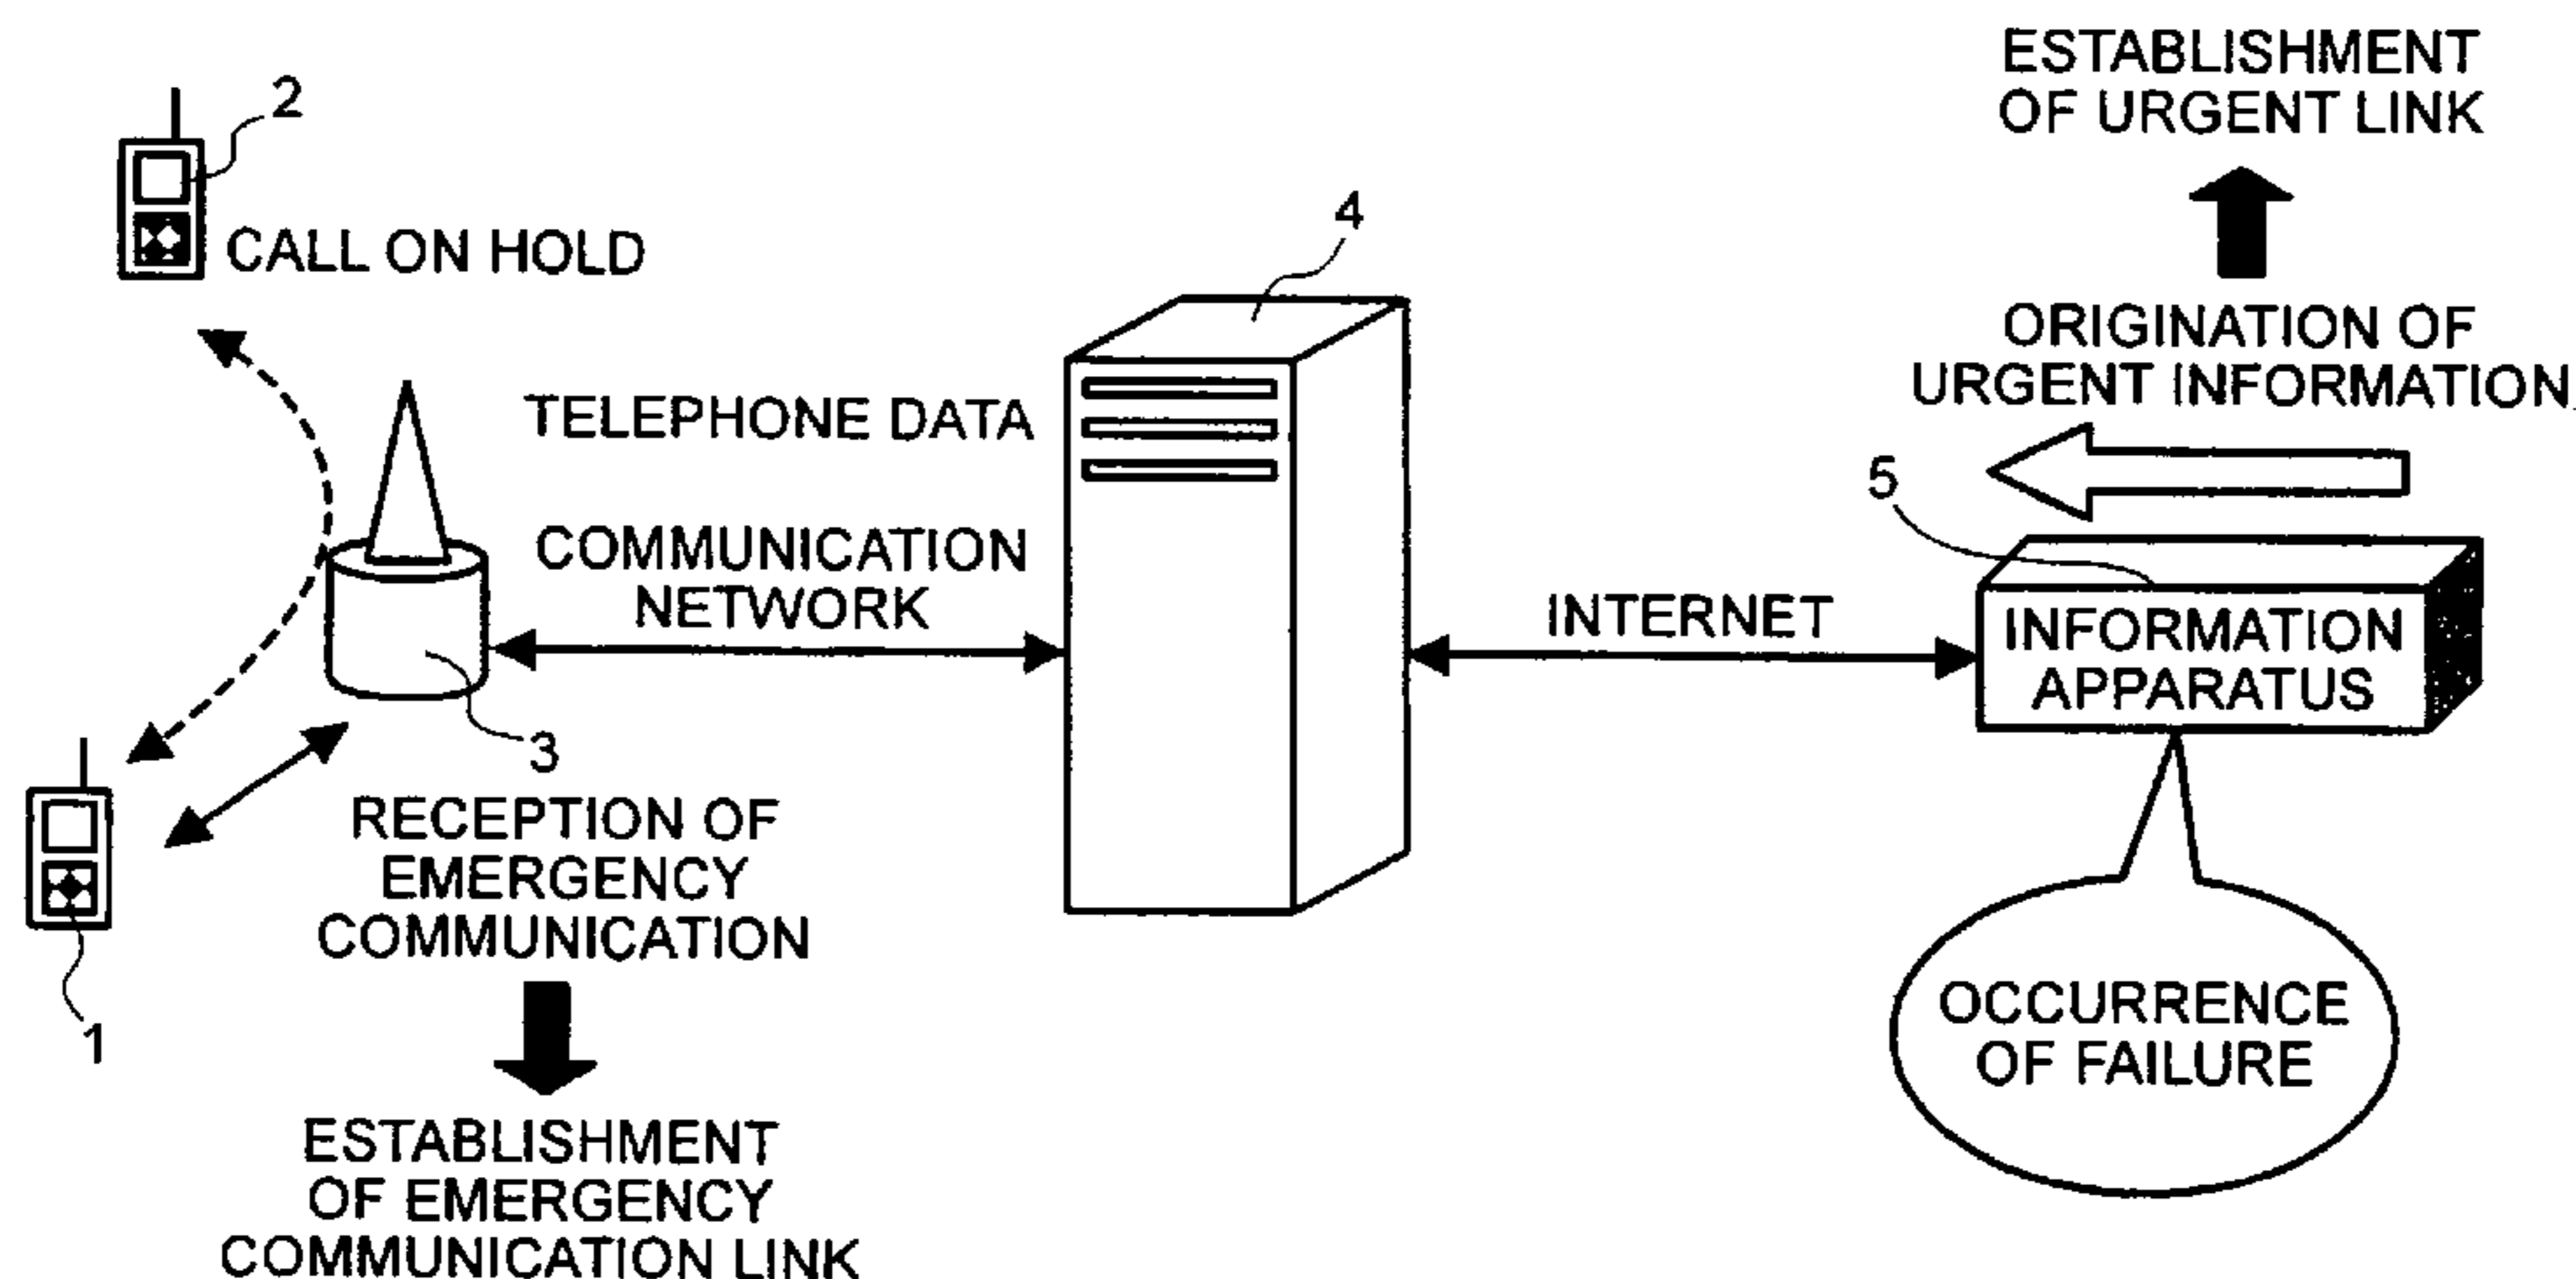 2
CALL ON HOLD
TELEPHONE DATA
COMMUNICATION
NETWORK
3
1
RECEPTION OF
EMERGENCY
COMMUNICATION
ESTABLISHMENT
OF EMERGENCY
COMMUNICATION LINK
4
INTERNET
ESTABLISHMENT
OF URGENT LINK
ORIGINATION OF
URGENT INFORMATION
5
INFORMATION
APPARATUS
OCCURRENCE
OF FAILURE